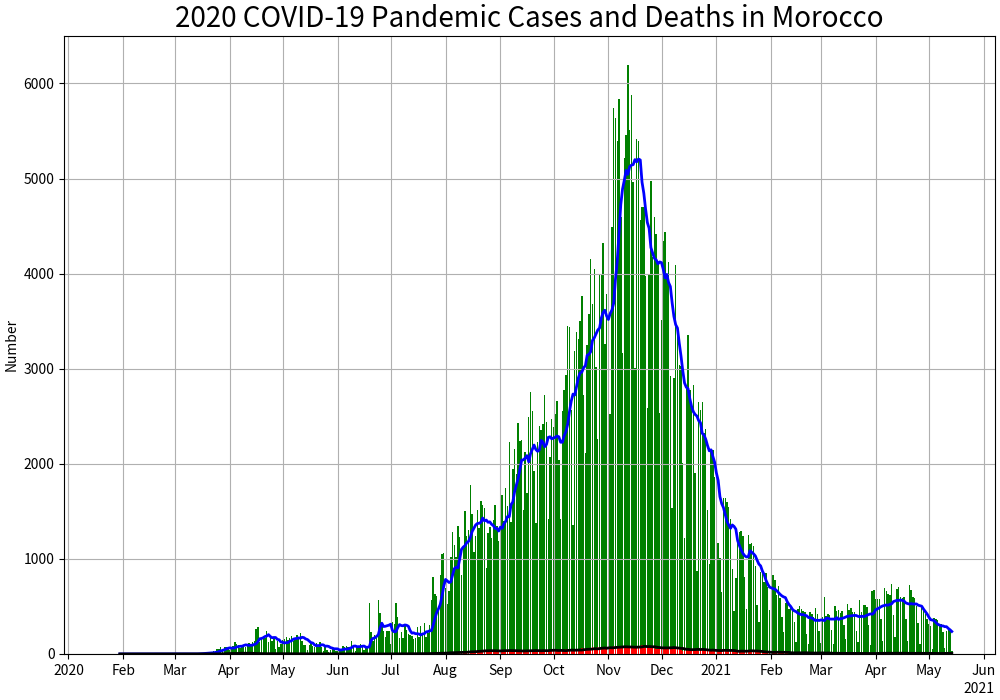 2020 COVID-19 Pandemic Cases and Deaths in Morocco
Number
6000
5000
4000
3000
2000
1000
0
2020 Feb Mar Apr May Jun Jul Aug Sep Oct Nov Dec 2021 Feb Mar Apr May Jun
2021